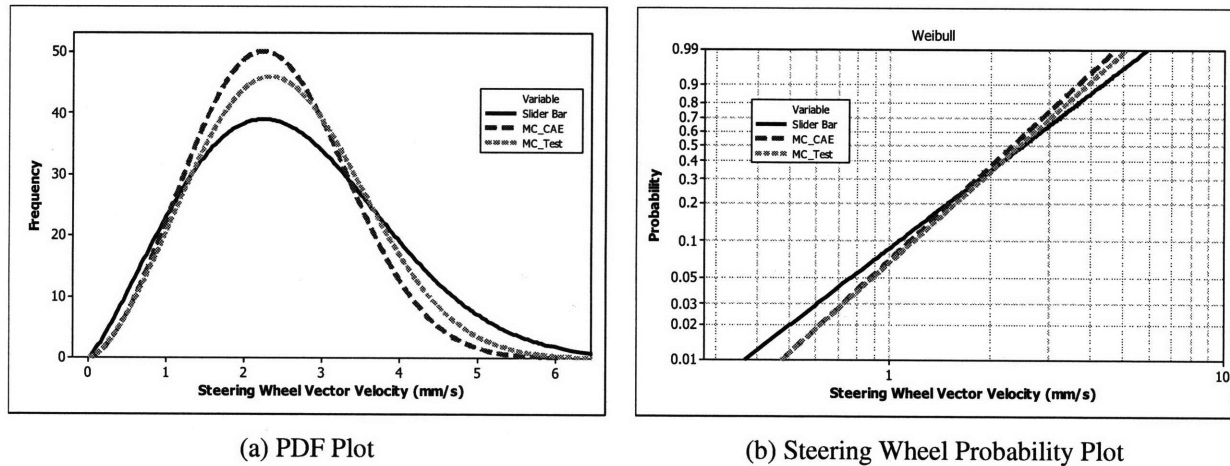 50
40
30
20
10
0
Frequency
Variable
Slider Bar
MC_CAE
MC_Test
0 1 2 3 4 5 6
Steering Wheel Vector Velocity (mm/s)
(a) PDF Plot
Weibull
0.99
0.9
0.8
0.7
0.6
0.5
0.4
0.3
0.2
0.1
0.05
0.03
0.02
0.01
Probability
Variable
Slider Bar
MC_CAE
MC_Test
1 10
Steering Wheel Vector Velocity (mm/s)
(b) Steering Wheel Probability Plot